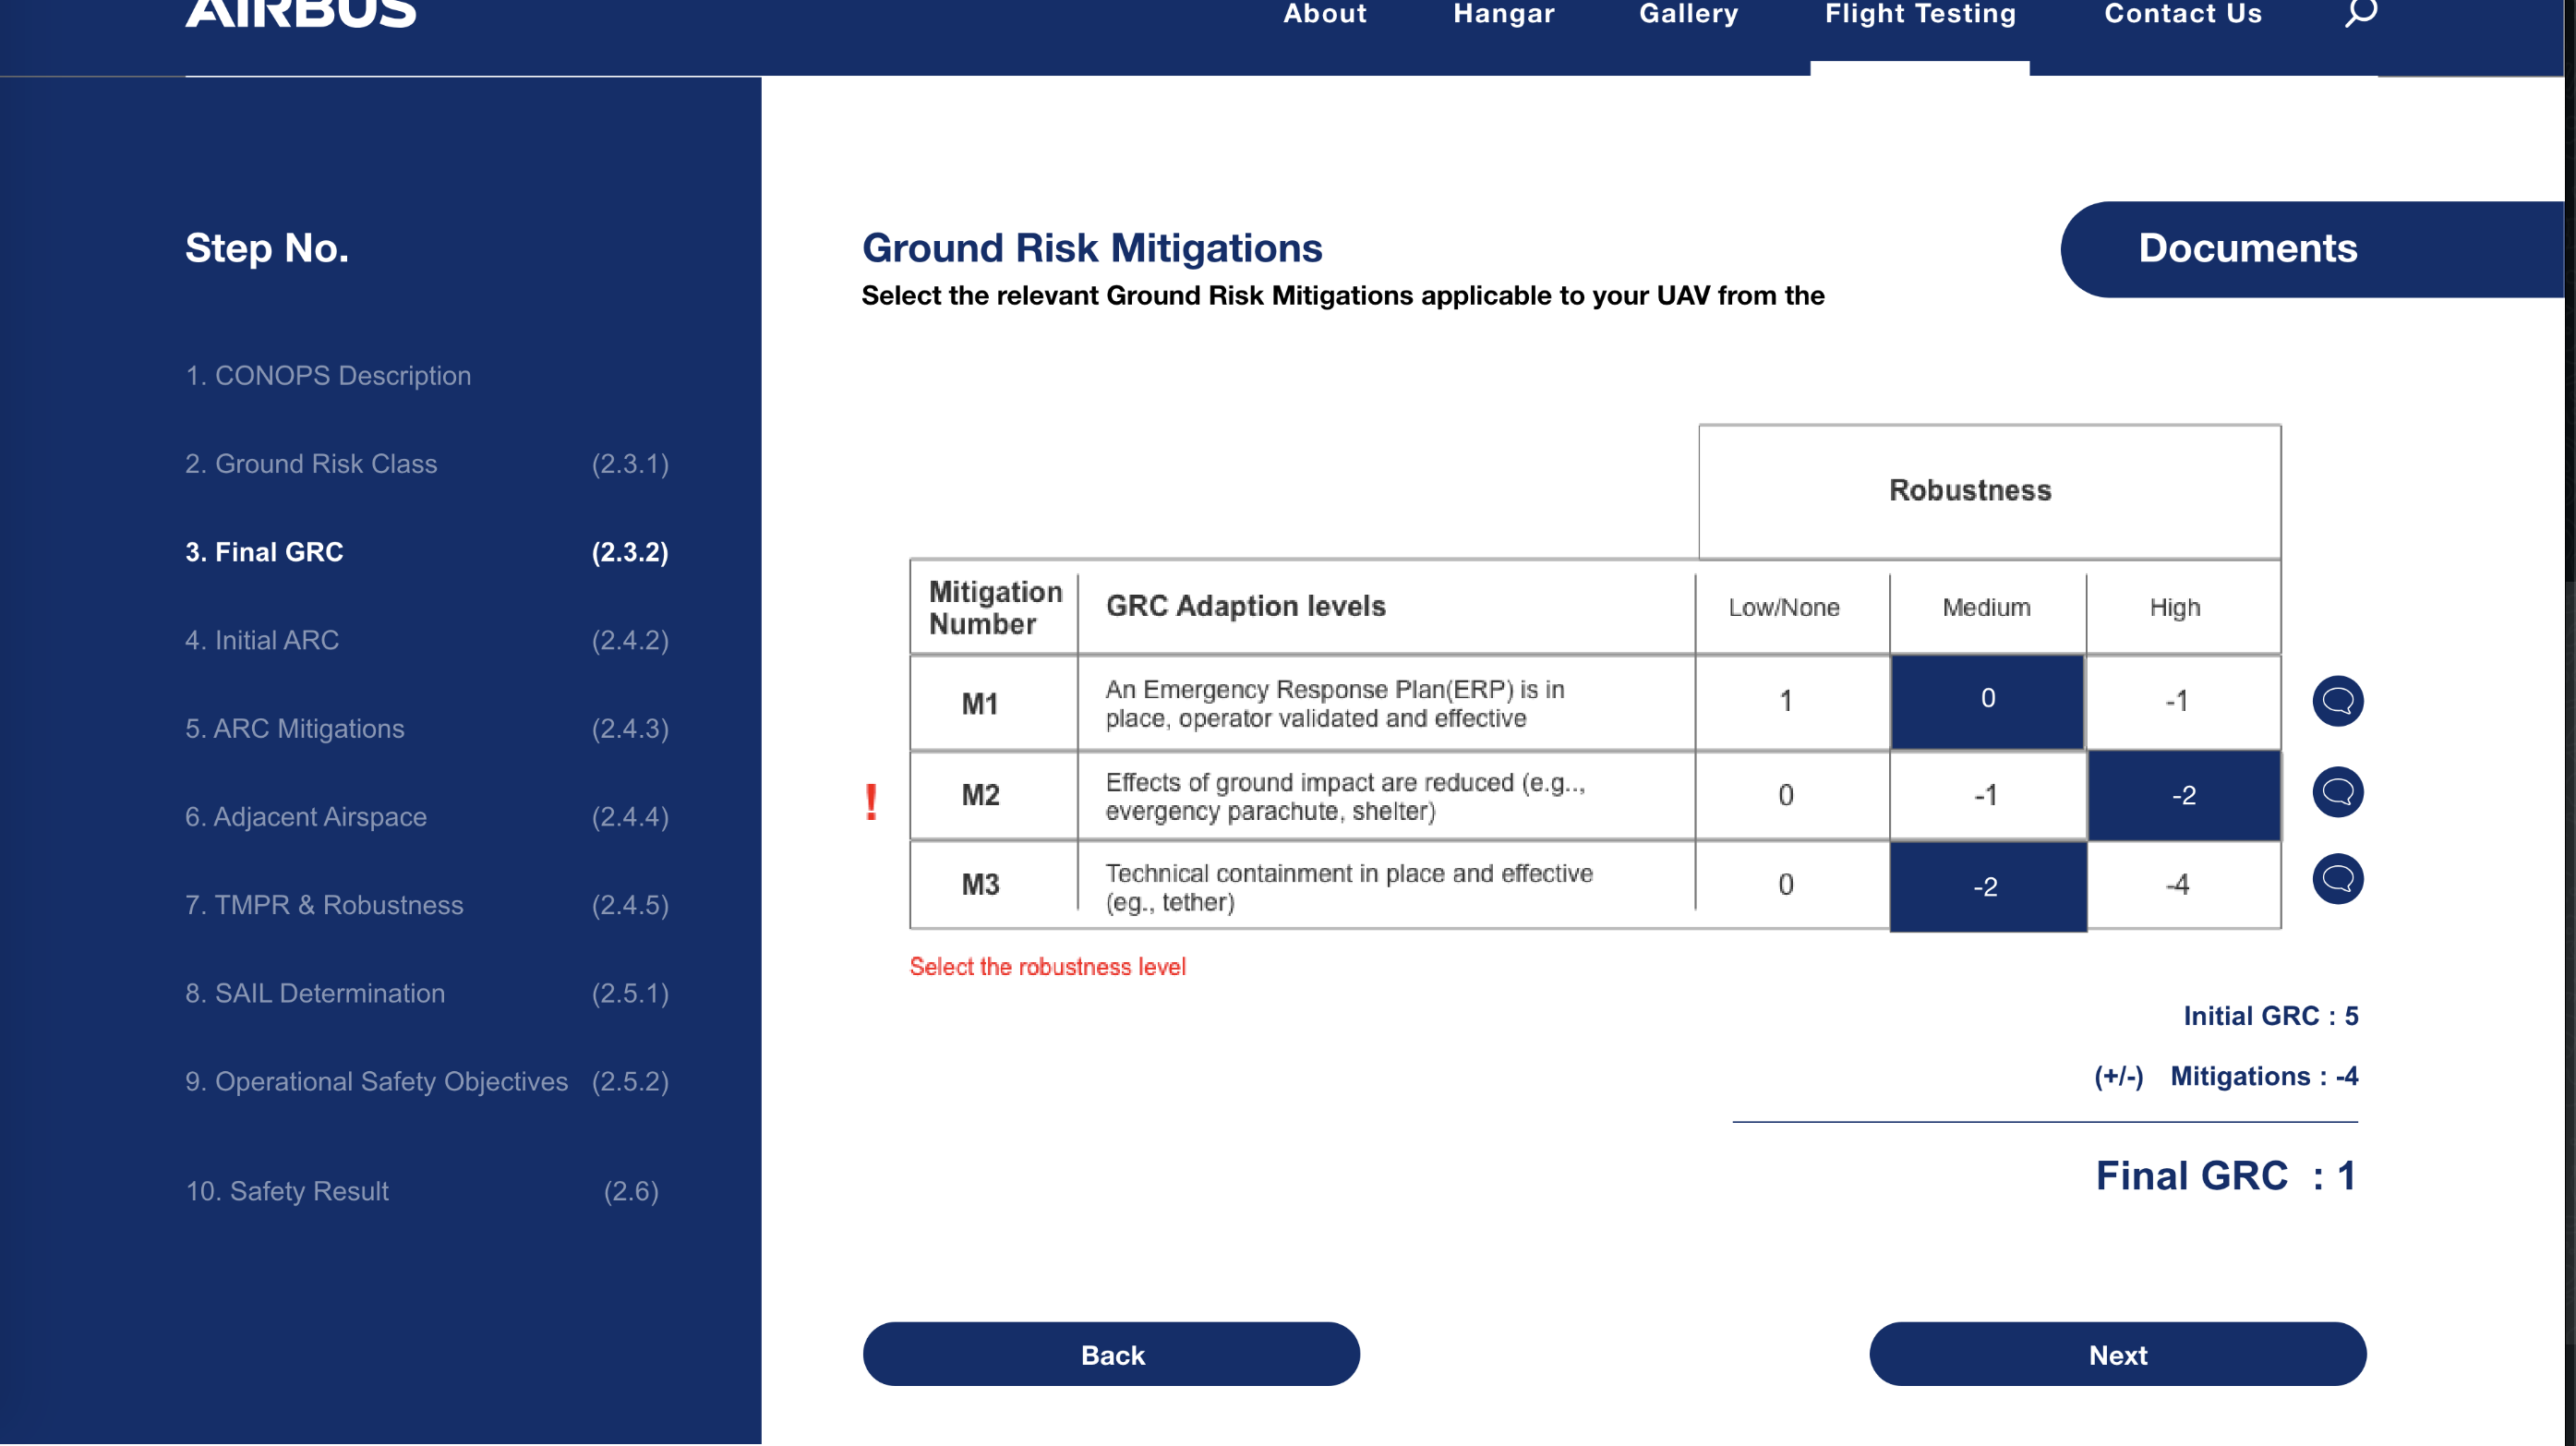 AIRBUS
About Hangar Gallery Flight Testing Contact Us
Step No.
1. CONOPS Description
2. Ground Risk Class (2.3.1)
3. Final GRC (2.3.2)
4. Initial ARC (2.4.2)
5. ARC Mitigations (2.4.3)
6. Adjacent Airspace (2.4.4)
7. TMPR & Robustness (2.4.5)
8. SAIL Determination (2.5.1)
9. Operational Safety Objectives (2.5.2)
10. Safety Result (2.6)
Ground Risk Mitigations
Select the relevant Ground Risk Mitigations applicable to your UAV from the
Documents
Robustness
Mitigation
Number
GRC Adaption levels
Low/None Medium High
M1
An Emergency Response Plan(ERP) is in
place, operator validated and effective
1 0 -1
!
M2
Effects of ground impact are reduced (e.g..,
evergency parachute, shelter)
0 -1 -2
M3
Technical containment in place and effective
(eg., tether)
0 -2 -4
Select the robustness level
Initial GRC : 5
(+/-) Mitigations : -4
Final GRC : 1
Back
Next